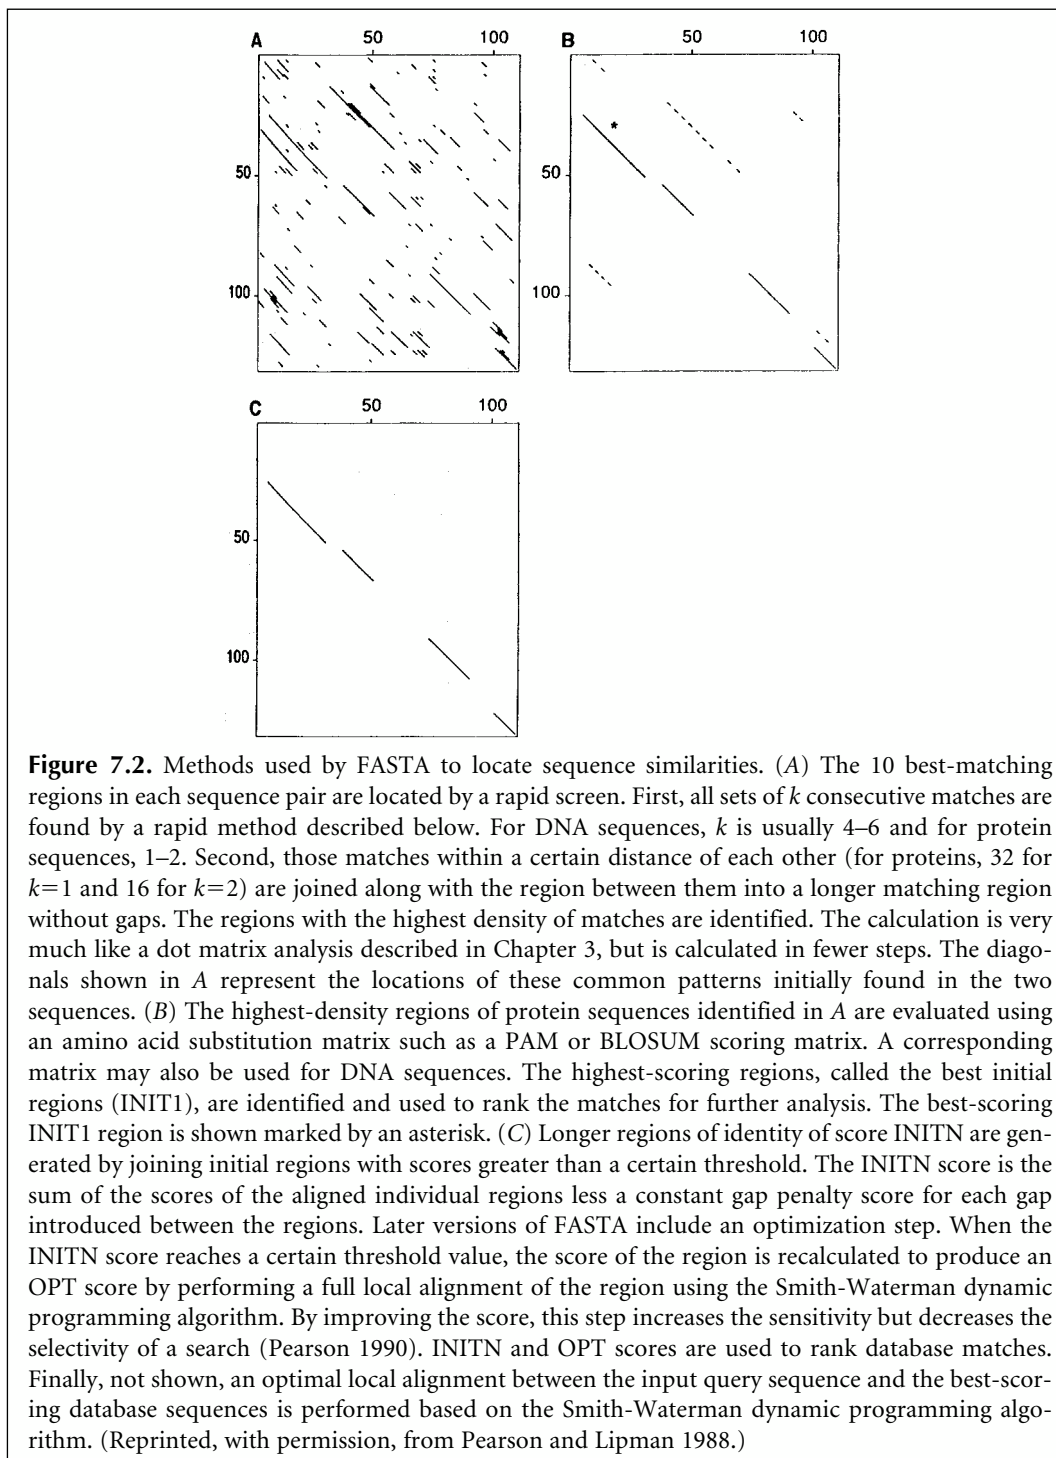 A 50 100
B 50 100
50
50
100
100
*
C 50 100
50
100
Figure 7.2. Methods used by FASTA to locate sequence similarities. (A) The 10 best-matching
regions in each sequence pair are located by a rapid screen. First, all sets of k consecutive matches are
found by a rapid method described below. For DNA sequences, k is usually 4–6 and for protein
sequences, 1–2. Second, those matches within a certain distance of each other (for proteins, 32 for
k=1 and 16 for k=2) are joined along with the region between them into a longer matching region
without gaps. The regions with the highest density of matches are identified. The calculation is very
much like a dot matrix analysis described in Chapter 3, but is calculated in fewer steps. The diago-
nals shown in A represent the locations of these common patterns initially found in the two
sequences. (B) The highest-density regions of protein sequences identified in A are evaluated using
an amino acid substitution matrix such as a PAM or BLOSUM scoring matrix. A corresponding
matrix may also be used for DNA sequences. The highest-scoring regions, called the best initial
regions (INIT1), are identified and used to rank the matches for further analysis. The best-scoring
INIT1 region is shown marked by an asterisk. (C) Longer regions of identity of score INITN are gen-
erated by joining initial regions with scores greater than a certain threshold. The INITN score is the
sum of the scores of the aligned individual regions less a constant gap penalty score for each gap
introduced between the regions. Later versions of FASTA include an optimization step. When the
INITN score reaches a certain threshold value, the score of the region is recalculated to produce an
OPT score by performing a full local alignment of the region using the Smith-Waterman dynamic
programming algorithm. By improving the score, this step increases the sensitivity but decreases the
selectivity of a search (Pearson 1990). INITN and OPT scores are used to rank database matches.
Finally, not shown, an optimal local alignment between the input query sequence and the best-scor-
ing database sequences is performed based on the Smith-Waterman dynamic programming algo-
rithm. (Reprinted, with permission, from Pearson and Lipman 1988.)